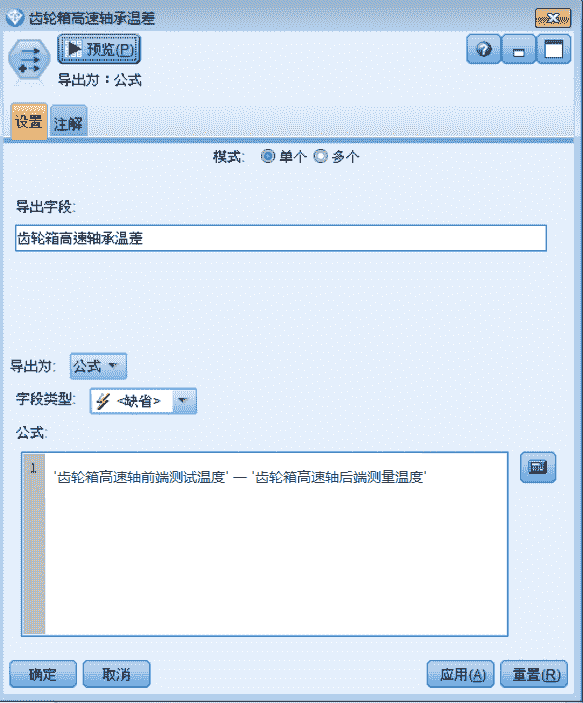 齿轮箱高速轴承温差
预览(P)
导出为：公式
设置 注解
模式: 单个 多个
导出字段:
齿轮箱高速轴承温差
导出为: 公式
字段类型: <缺省>
公式:
1 '齿轮箱高速轴前端测试温度' — '齿轮箱高速轴后端测量温度'
确定 取消 应用(A) 重置(R)